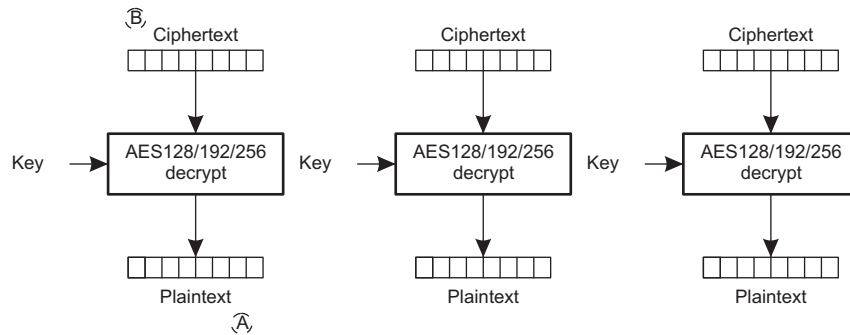 B
Ciphertext Ciphertext Ciphertext
Key AES128/192/256 decrypt Key AES128/192/256 decrypt Key AES128/192/256 decrypt
Plaintext Plaintext Plaintext
A